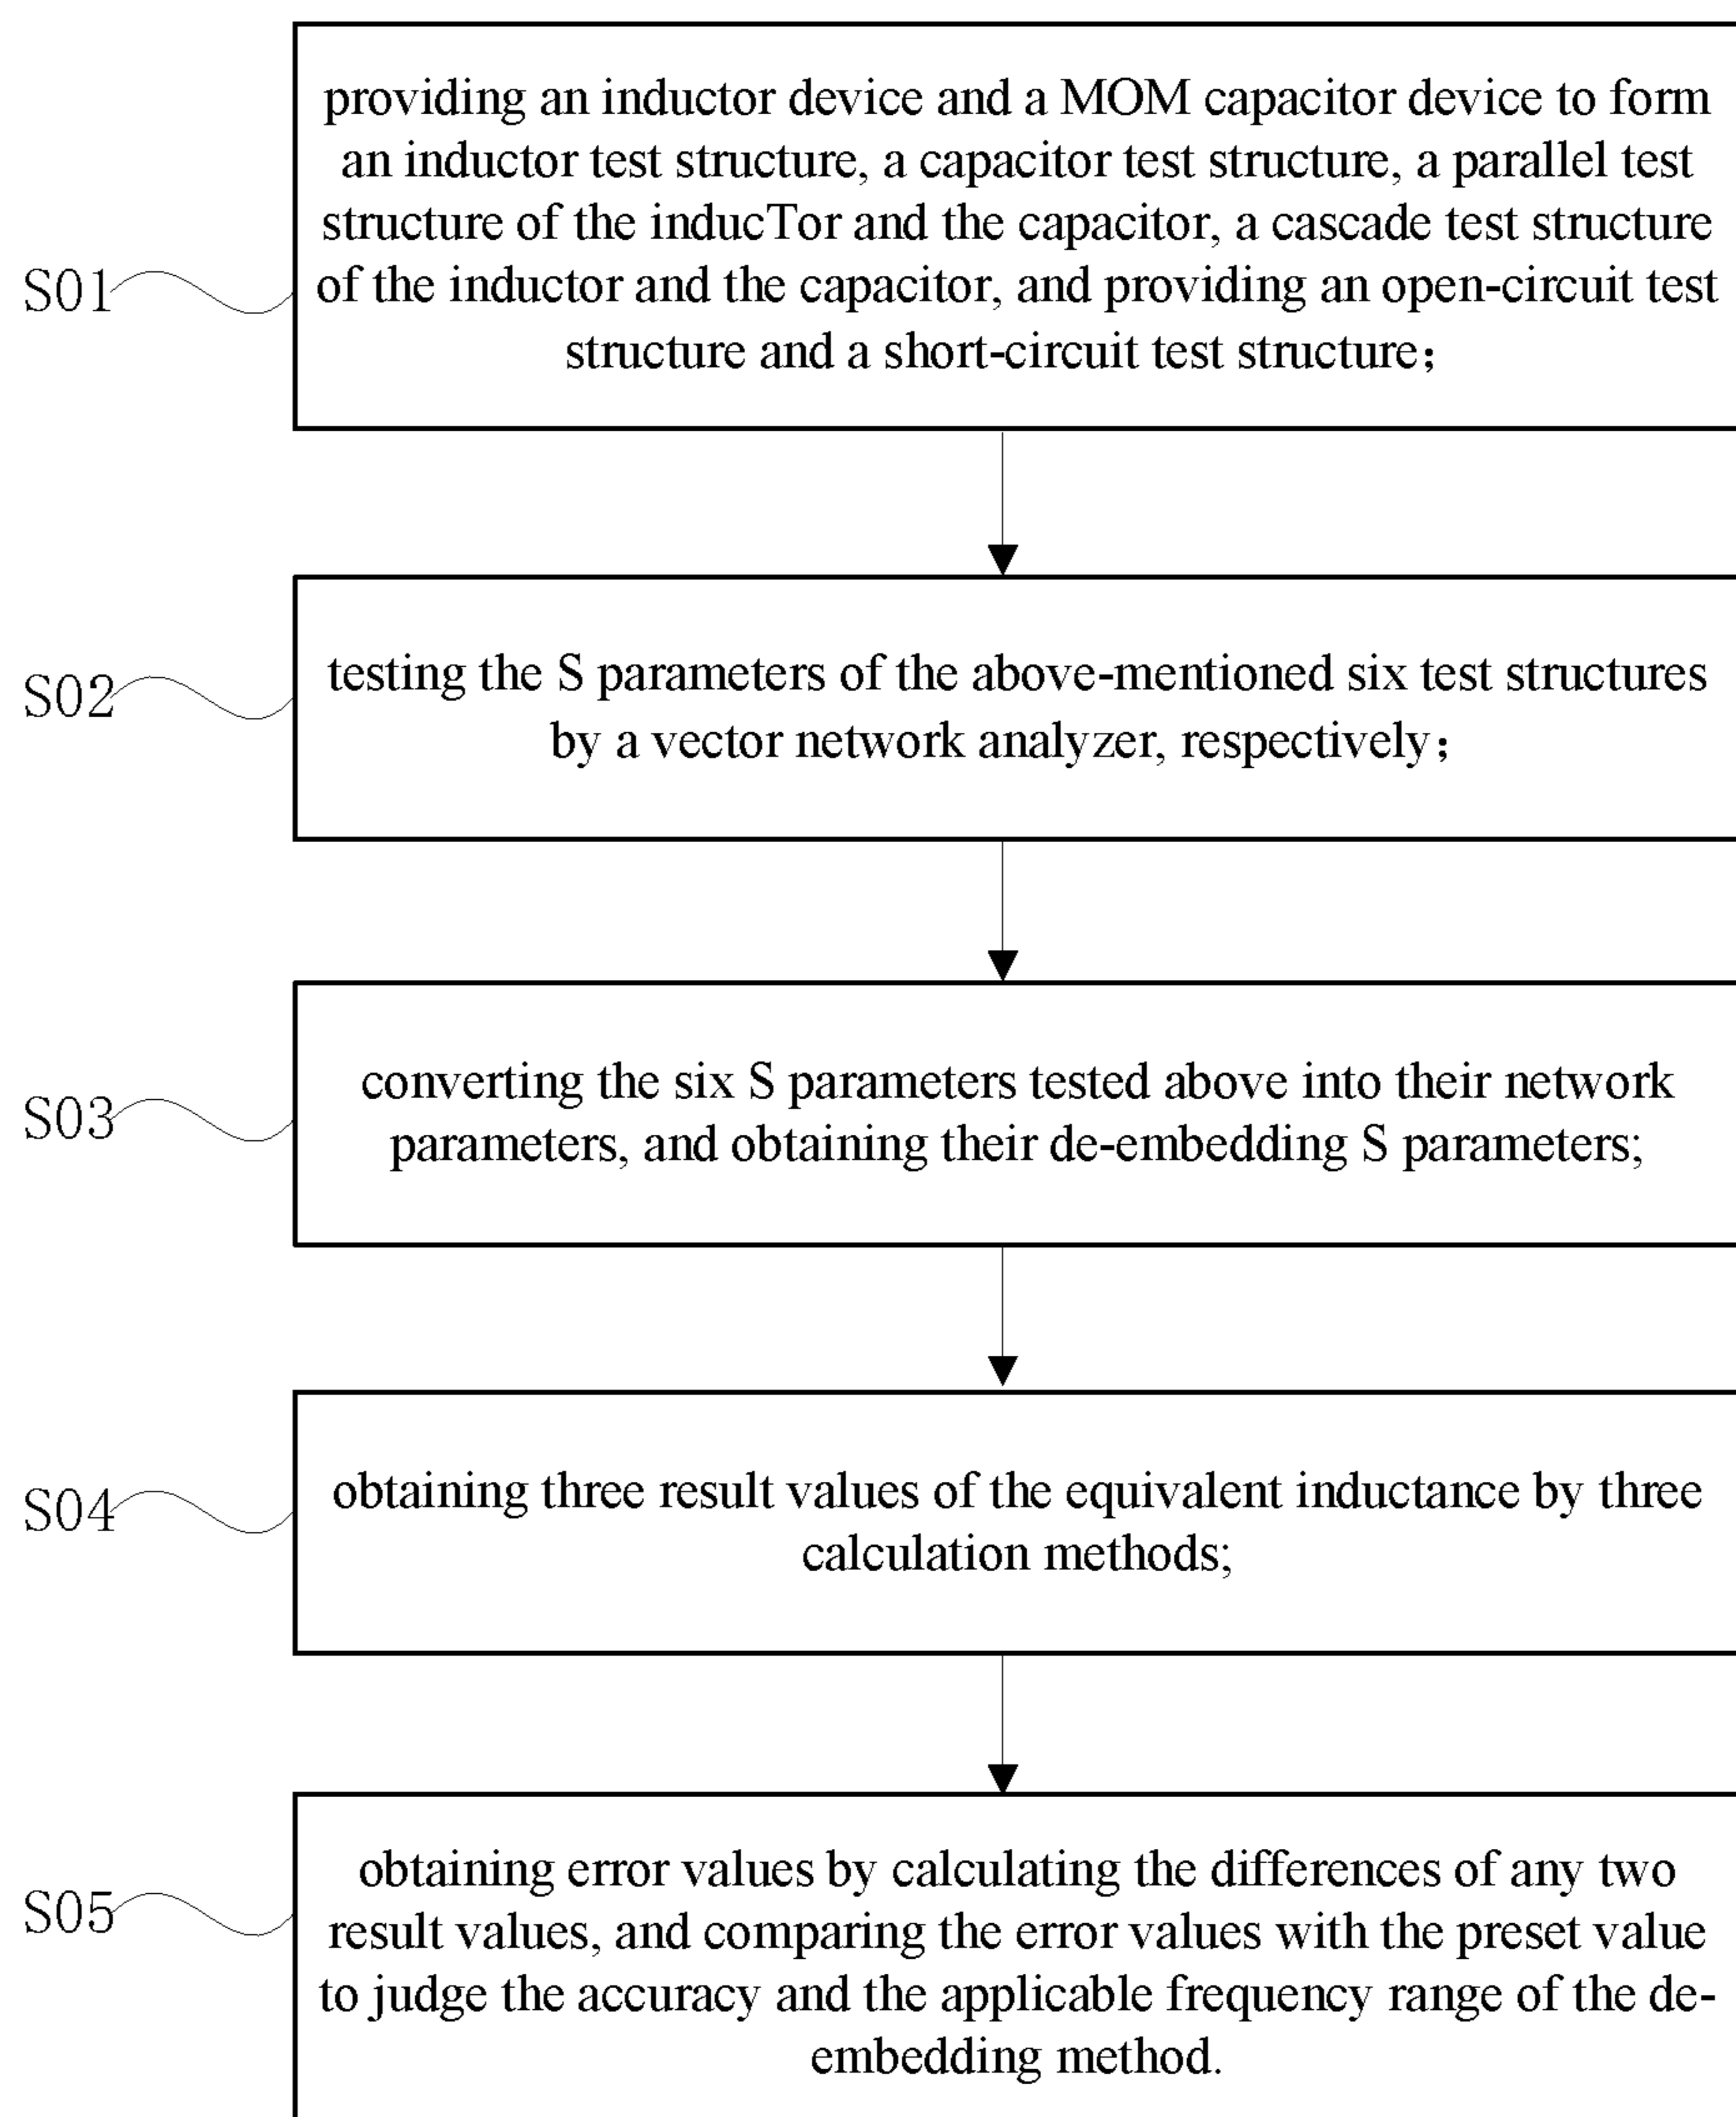 providing an inductor device and a MOM capacitor device to form
an inductor test structure, a capacitor test structure, a parallel test
structure of the inducTor and the capacitor, a cascade test structure
S01
of the inductor and the capacitor, and providing an open-circuit test
structure and a short-circuit test structure；
S02
testing the S parameters of the above-mentioned six test structures
by a vector network analyzer, respectively；
S03
converting the six S parameters tested above into their network
parameters, and obtaining their de-embedding S parameters;
S04
obtaining three result values of the equivalent inductance by three
calculation methods;
S05
obtaining error values by calculating the differences of any two
result values, and comparing the error values with the preset value
to judge the accuracy and the applicable frequency range of the de-
embedding method.